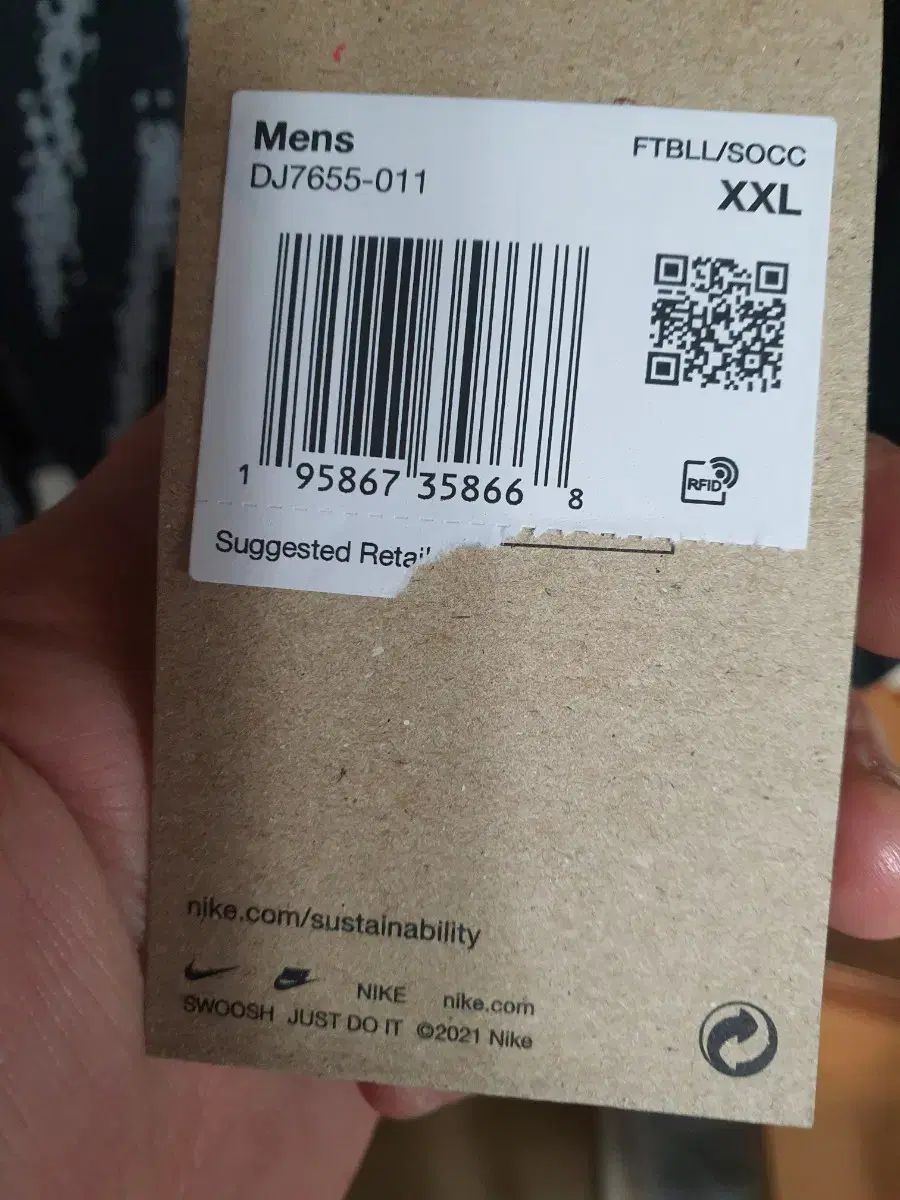 Mens
FTBLL/SOCC
DJ7655-011
XXL
1 95867 35866 8
RFID
Suggested Retai
nike.com/sustainability
NIKE nike.com
SWOOSH JUST DO IT ©2021 Nike